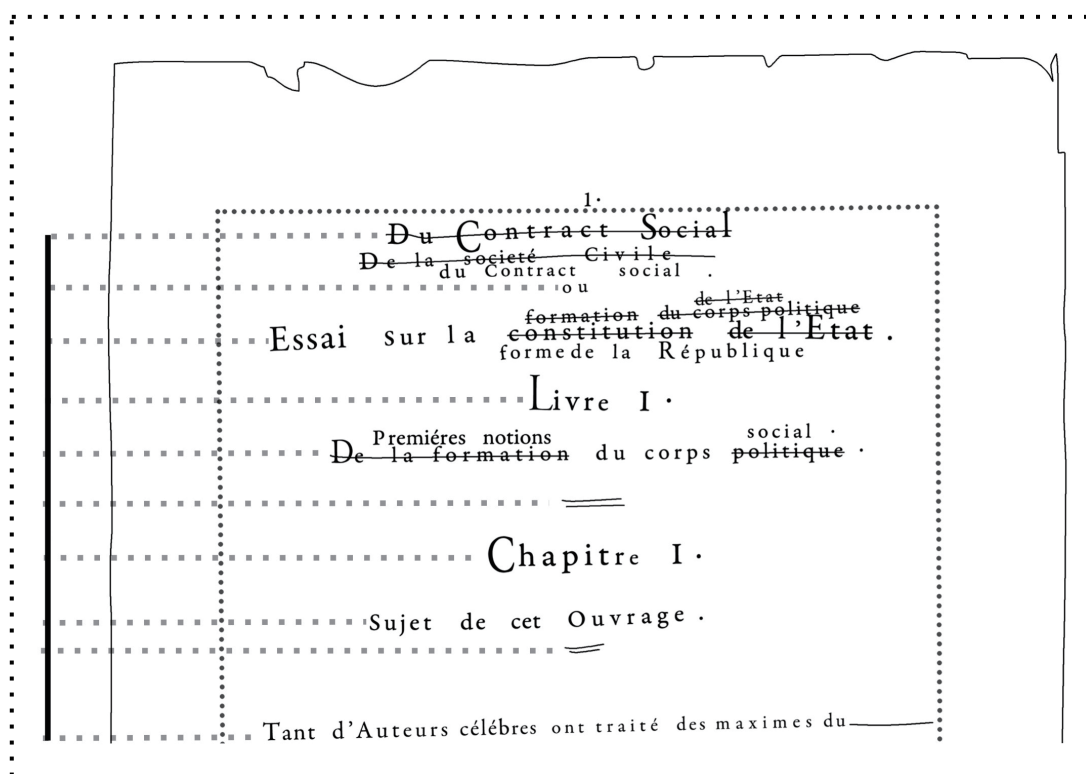 1.
Du Contract Social
De la societé Civile
du Contract social .
ou
de l'Etat
formation du corps politique
Essai sur la constitution de l'Etat .
forme de la République
Livre I .
Premiéres notions social .
De la formation du corps politique .
Chapitre I .
Sujet de cet Ouvrage .
Tant d'Auteurs célébres ont traité des maximes du